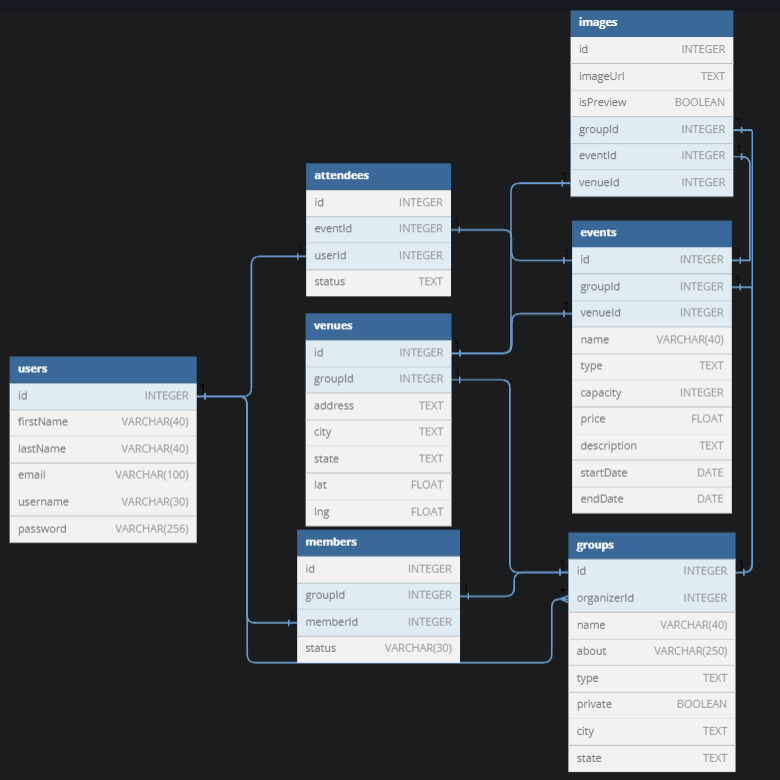 images
id INTEGER
imageUrl TEXT
isPreview BOOLEAN
groupId INTEGER
eventId INTEGER
venueId INTEGER
attendees
id INTEGER
eventId INTEGER
userId INTEGER
status TEXT
events
id INTEGER
groupId INTEGER
venueId INTEGER
name VARCHAR(40)
type TEXT
capacity INTEGER
price FLOAT
description TEXT
startDate DATE
endDate DATE
venues
id INTEGER
groupId INTEGER
address TEXT
city TEXT
state TEXT
lat FLOAT
lng FLOAT
users
id INTEGER
firstName VARCHAR(40)
lastName VARCHAR(40)
email VARCHAR(100)
username VARCHAR(30)
password VARCHAR(256)
members
id INTEGER
groupId INTEGER
memberId INTEGER
status VARCHAR(30)
groups
id INTEGER
organizerId INTEGER
name VARCHAR(40)
about VARCHAR(250)
type TEXT
private BOOLEAN
city TEXT
state TEXT